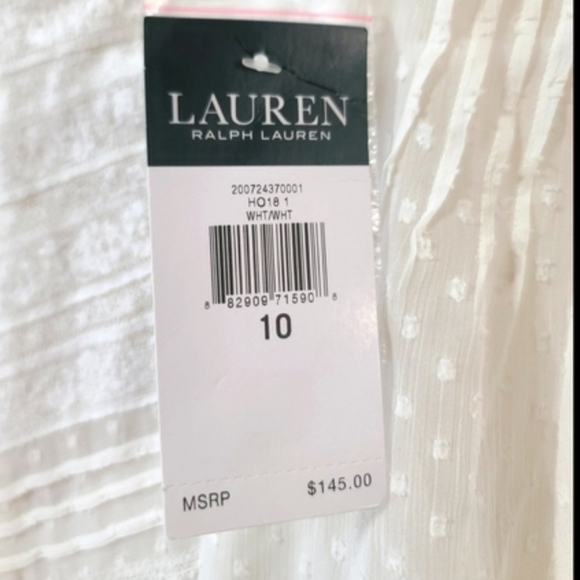 LAUREN
RALPH LAUREN
200724370001
HO18 1
WHT/WHT
8 82909 71590 8
10
MSRP $145.00